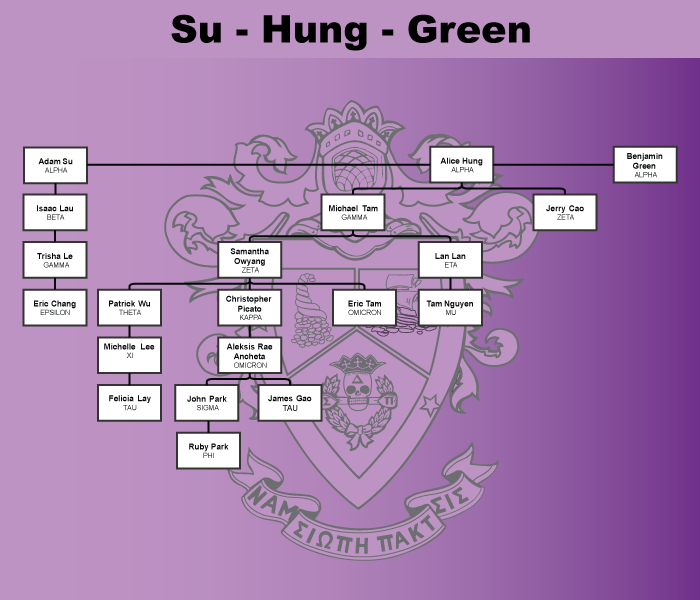 Su - Hung - Green
Adam Su
ALPHA
Alice Hung
ALPHA
Benjamin
Green
ALPHA
Isaac Lau
BETA
Michael Tam
GAMMA
Jerry Cao
ZETA
Trisha Le
GAMMA
Samantha
Owyang
ZETA
Lan Lan
ETA
Eric Chang
EPSILON
Patrick Wu
THETA
Christopher
Picato
KAPPA
Eric Tam
OMICRON
Tam Nguyen
MU
Michelle Lee
XI
Aleksis Rae
Ancheta
OMICRON
Felicia Lay
TAU
John Park
SIGMA
James Gao
TAU
Ruby Park
PHI
ΝΑΜ ΣΙΩΠΗ ΠΑΚΤ ΣΙΣ